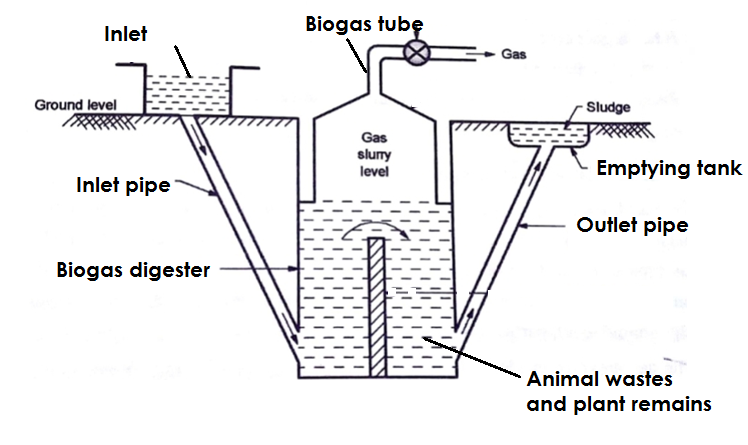 Biogas tube
Inlet
Gas
Ground level
Sludge
Gas
slurry
level
Emptying tank
Inlet pipe
Outlet pipe
Biogas digester
Animal wastes
and plant remains